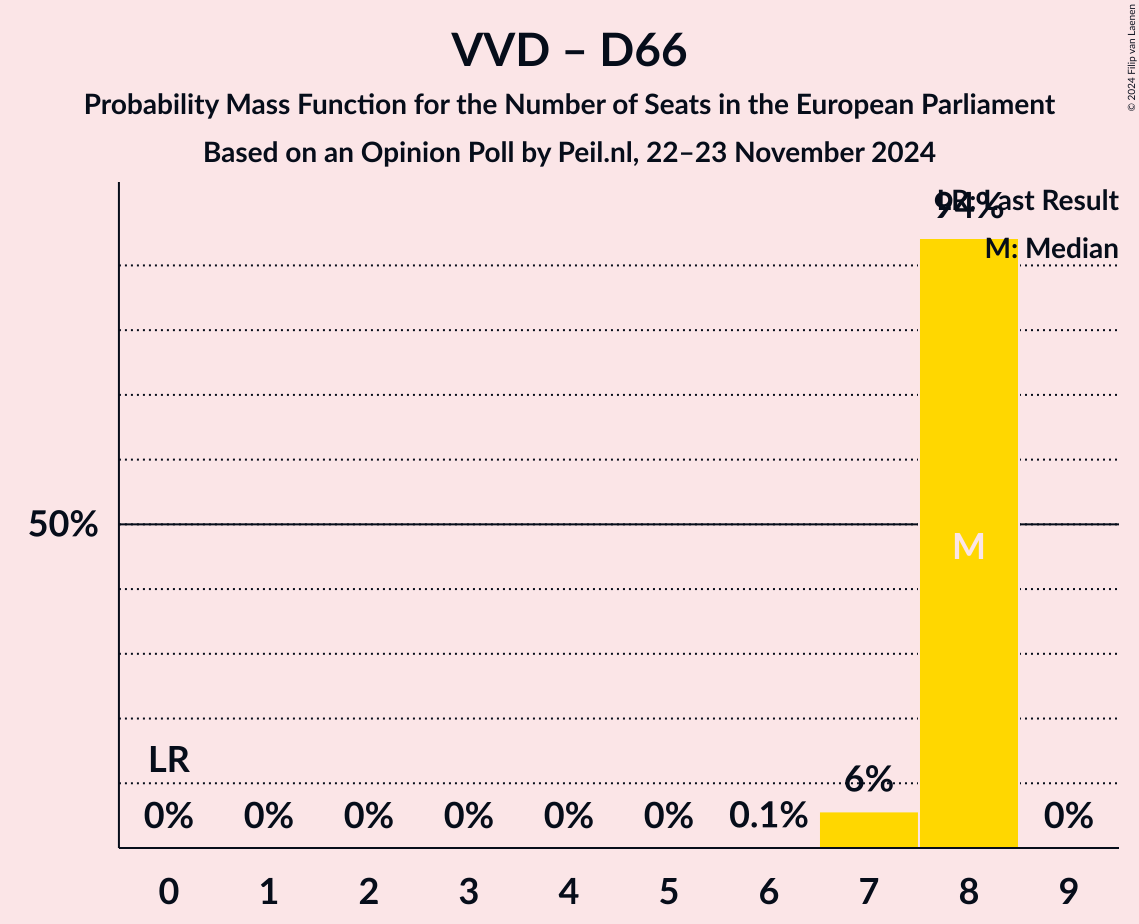 VVD – D66
Probability Mass Function for the Number of Seats in the European Parliament
Based on an Opinion Poll by Peil.nl, 22–23 November 2024
© 2024 Filip van Laenen
94%
LR: Last Result
M: Median
50%
M
LR
0% 0% 0% 0% 0% 0% 0.1% 6% 0%
0 1 2 3 4 5 6 7 8 9